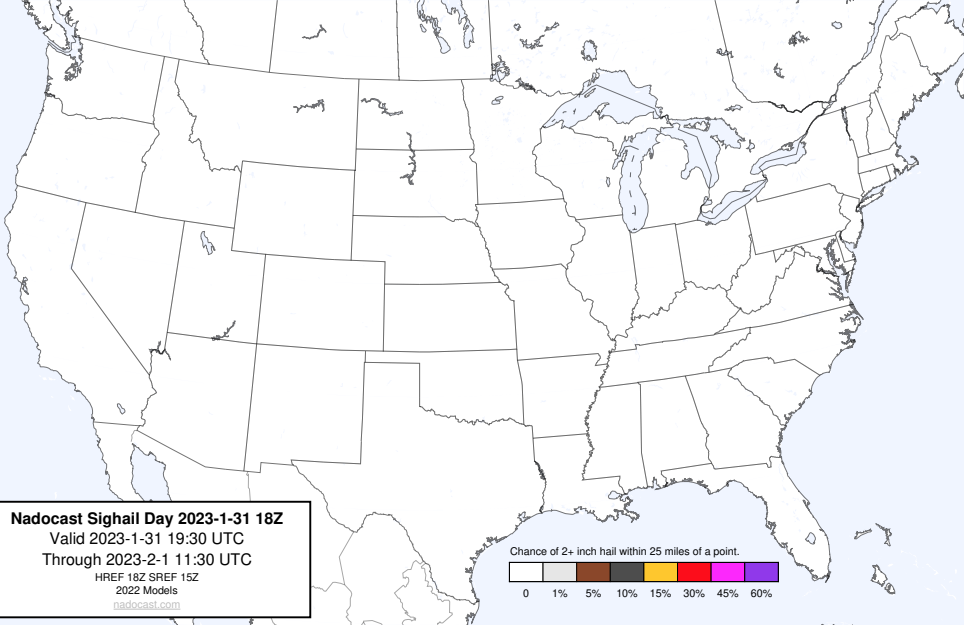 Nadocast Sighail Day 2023-1-31 18Z
Valid 2023-1-31 19:30 UTC
Through 2023-2-1 11:30 UTC
HREF 18Z SREF 15Z
2022 Models
nadocast.com
Chance of 2+ inch hail within 25 miles of a point.
0 1% 5% 10% 15% 30% 45% 60%